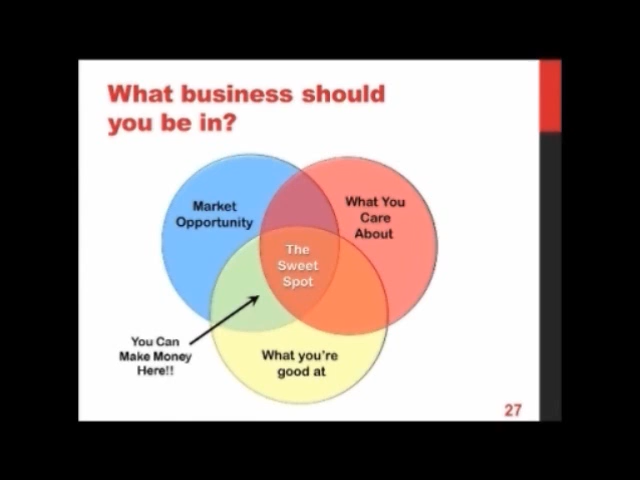 What business should
you be in?
Market
Opportunity
What You
Care
About
The
Sweet
Spot
You Can
Make Money
Here!!
What you're
good at
27